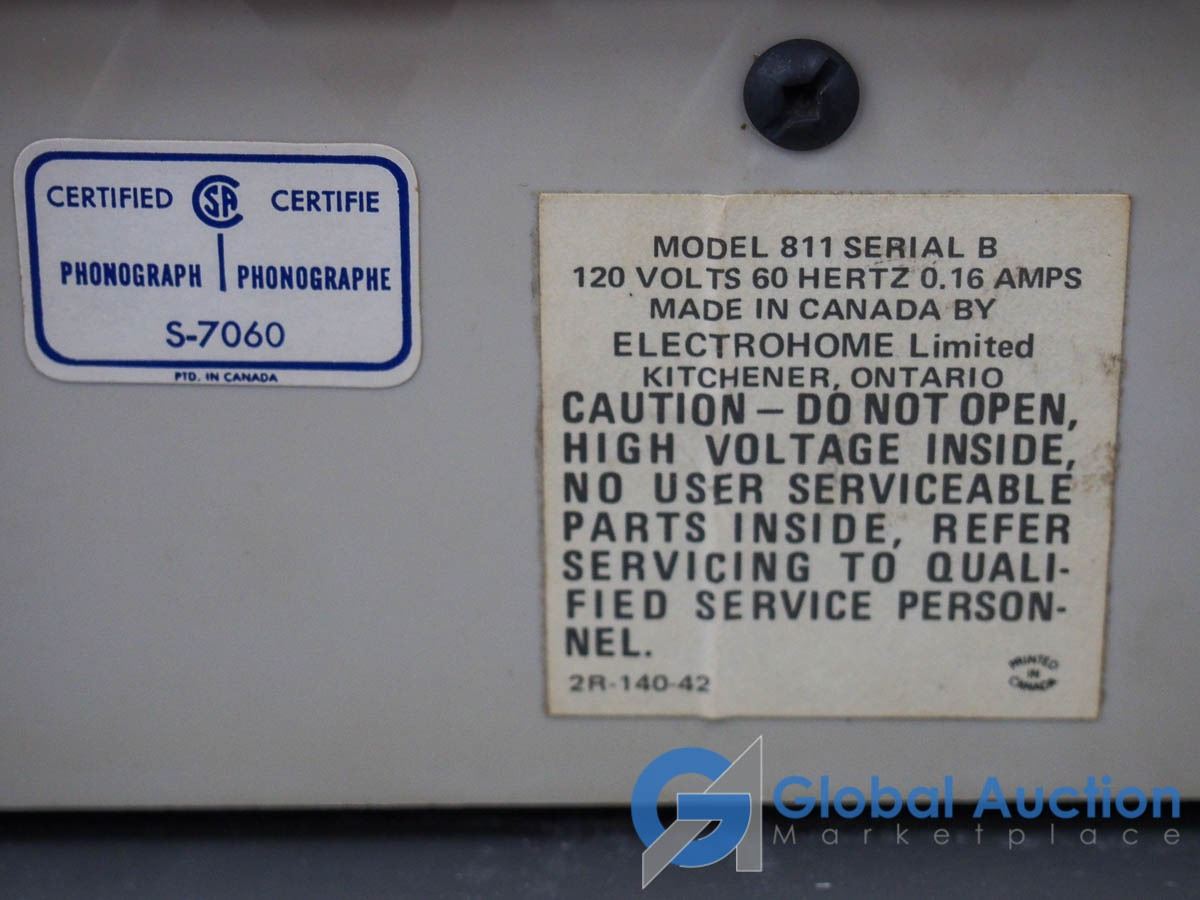 CERTIFIED CSA CERTIFIE
PHONOGRAPH | PHONOGRAPHE
S-7060
PTD. IN CANADA
MODEL 811 SERIAL B
120 VOLTS 60 HERTZ 0.16 AMPS
MADE IN CANADA BY
ELECTROHOME Limited
KITCHENER, ONTARIO
CAUTION – DO NOT OPEN,
HIGH VOLTAGE INSIDE,
NO USER SERVICEABLE
PARTS INSIDE, REFER
SERVICING TO QUALI-
FIED SERVICE PERSON-
NEL.
2R-140-42
PRINTED
IN
CANADA
GA Global Auction
Marketplace